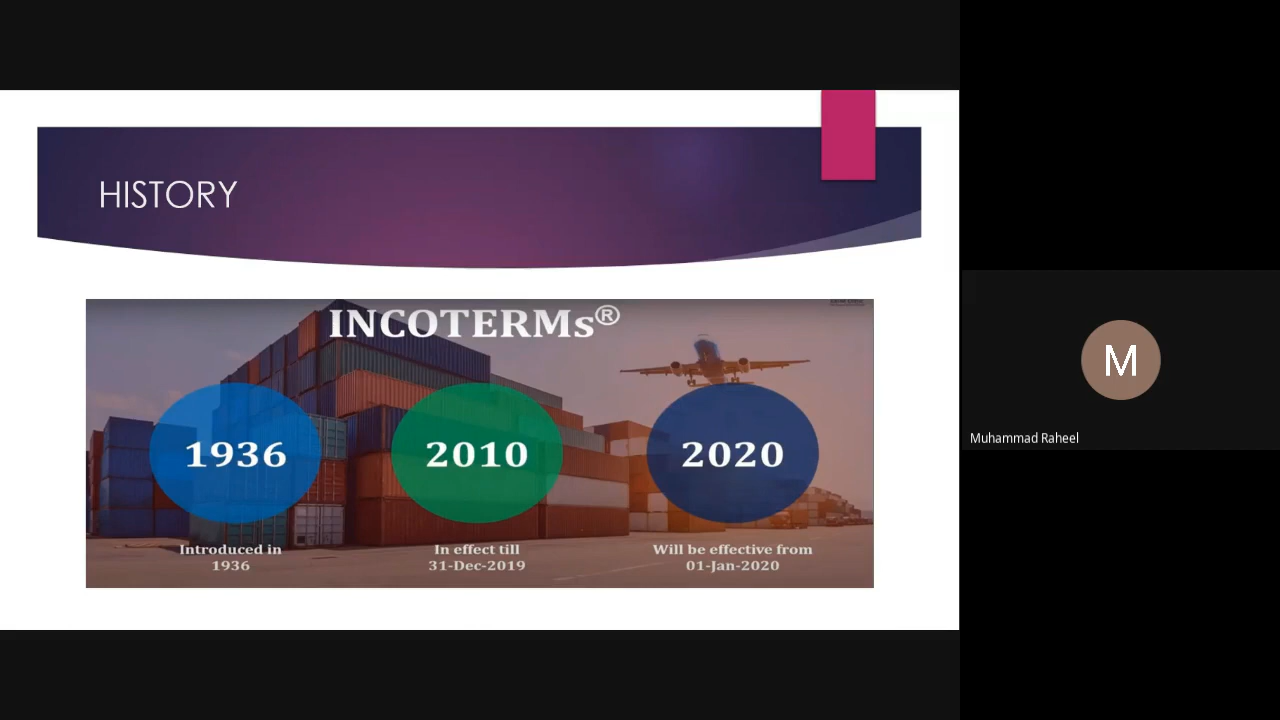 HISTORY
INCOTERMs®
1936
2010
2020
Introduced in
1936
In effect till
31-Dec-2019
Will be effective from
01-Jan-2020
M
Muhammad Raheel